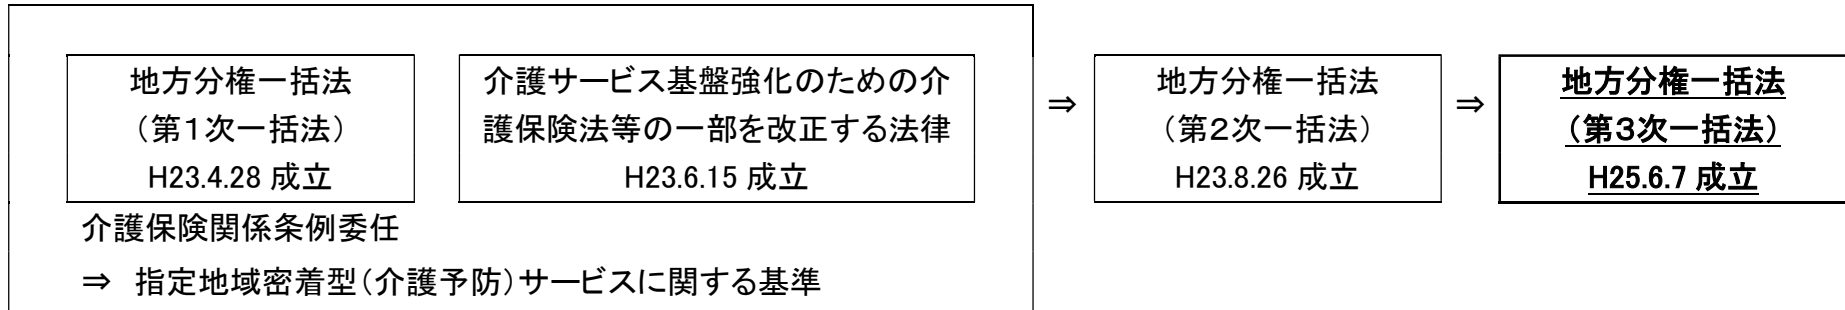 地方分権一括法
（第１次一括法）
H23.4.28 成立
介護サービス基盤強化のための介
護保険法等の一部を改正する法律
H23.6.15 成立
⇒
地方分権一括法
（第２次一括法）
H23.8.26 成立
⇒
地方分権一括法
（第３次一括法）
H25.6.7 成立
介護保険関係条例委任
⇒ 指定地域密着型（介護予防）サービスに関する基準